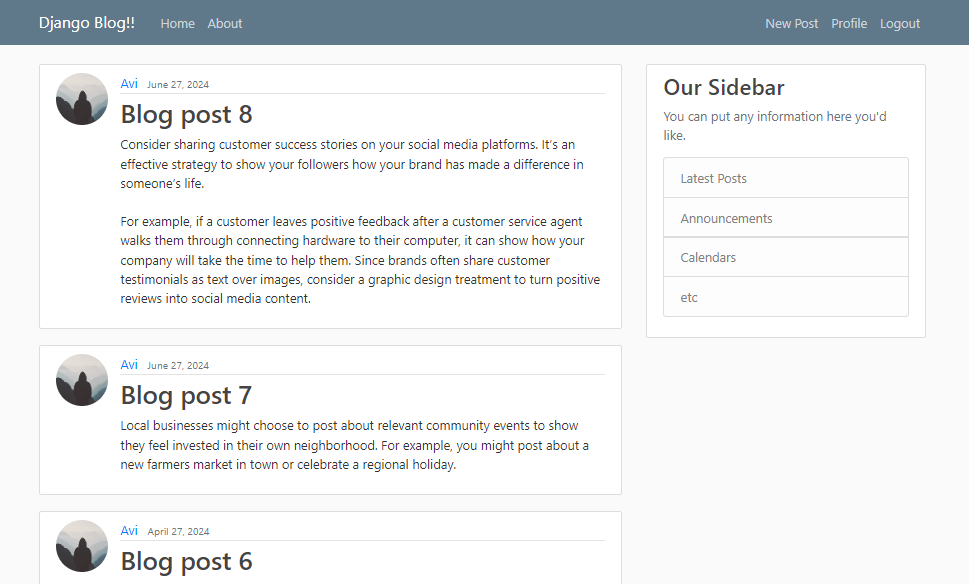 Django Blog!! Home About New Post Profile Logout
Avi June 27, 2024
Blog post 8
Consider sharing customer success stories on your social media platforms. It’s an
effective strategy to show your followers how your brand has made a difference in
someone’s life.
For example, if a customer leaves positive feedback after a customer service agent
walks them through connecting hardware to their computer, it can show how your
company will take the time to help them. Since brands often share customer
testimonials as text over images, consider a graphic design treatment to turn positive
reviews into social media content.
Avi June 27, 2024
Blog post 7
Local businesses might choose to post about relevant community events to show
they feel invested in their own neighborhood. For example, you might post about a
new farmers market in town or celebrate a regional holiday.
Avi April 27, 2024
Blog post 6
Our Sidebar
You can put any information here you'd
like.
Latest Posts
Announcements
Calendars
etc